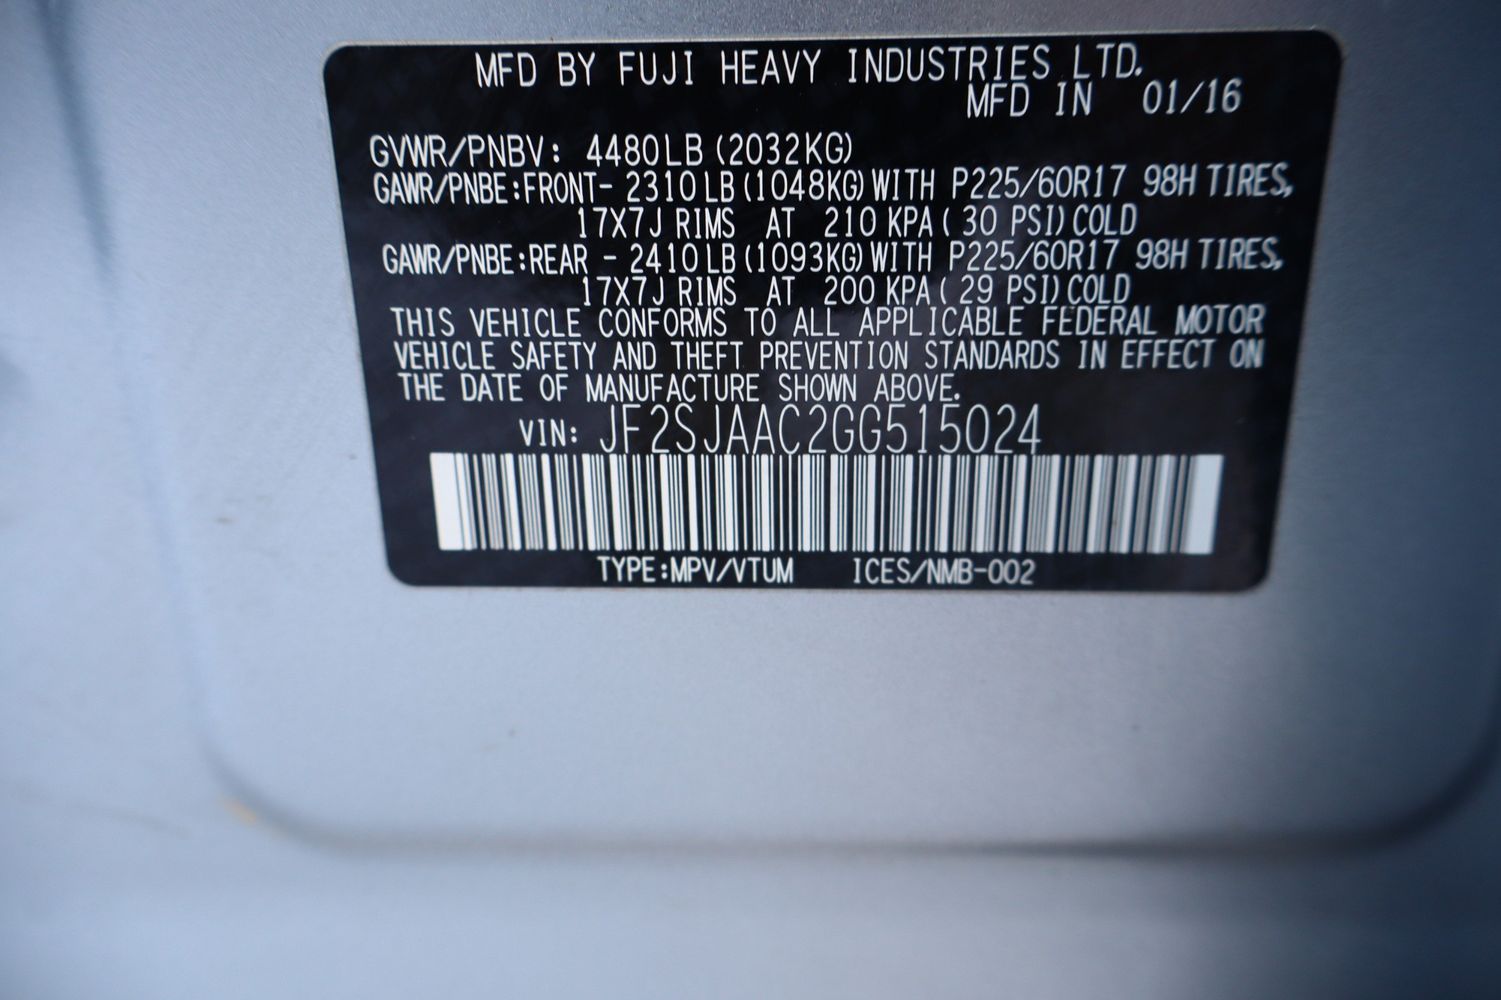 MFD BY FUJI HEAVY INDUSTRIES LTD.
MFD IN 01/16
GVWR/PNBV: 4480LB (2032KG)
GAWR/PNBE:FRONT- 2310LB (1048KG) WITH P225/60R17 98H TIRES,
17X7J RIMS AT 210 KPA ( 30 PSI) COLD
GAWR/PNBE:REAR - 2410LB (1093KG) WITH P225/60R17 98H TIRES,
17X7J RIMS AT 200 KPA ( 29 PSI) COLD
THIS VEHICLE CONFORMS TO ALL APPLICABLE FEDERAL MOTOR
VEHICLE SAFETY AND THEFT PREVENTION STANDARDS IN EFFECT ON
THE DATE OF MANUFACTURE SHOWN ABOVE.
VIN: JF2SJAAC2GG515024
TYPE:MPV/VTUM ICES/NMB-002